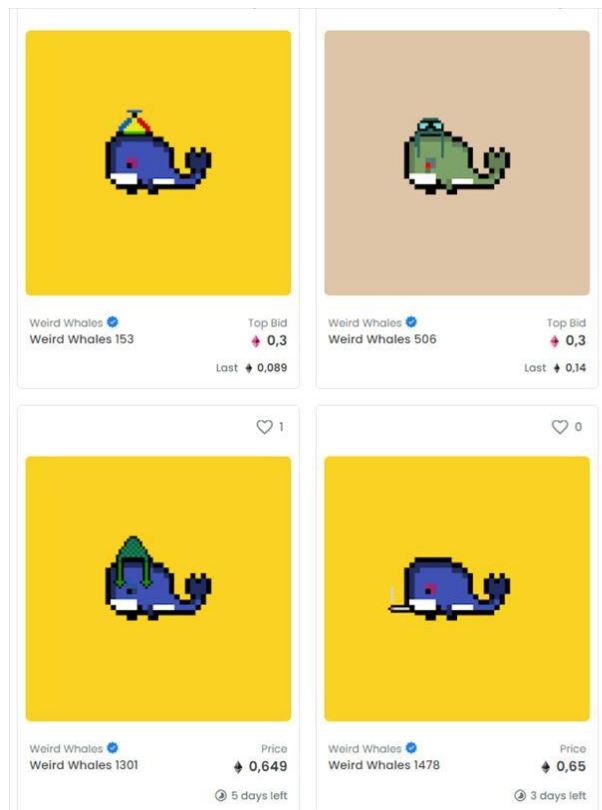 Weird Whales Top Bid
Weird Whales 153 0,3
Last 0,089
Weird Whales Top Bid
Weird Whales 506 0,3
Last 0,14
1
0
Weird Whales Price
Weird Whales 1301 0,649
5 days left
Weird Whales Price
Weird Whales 1478 0,65
3 days left